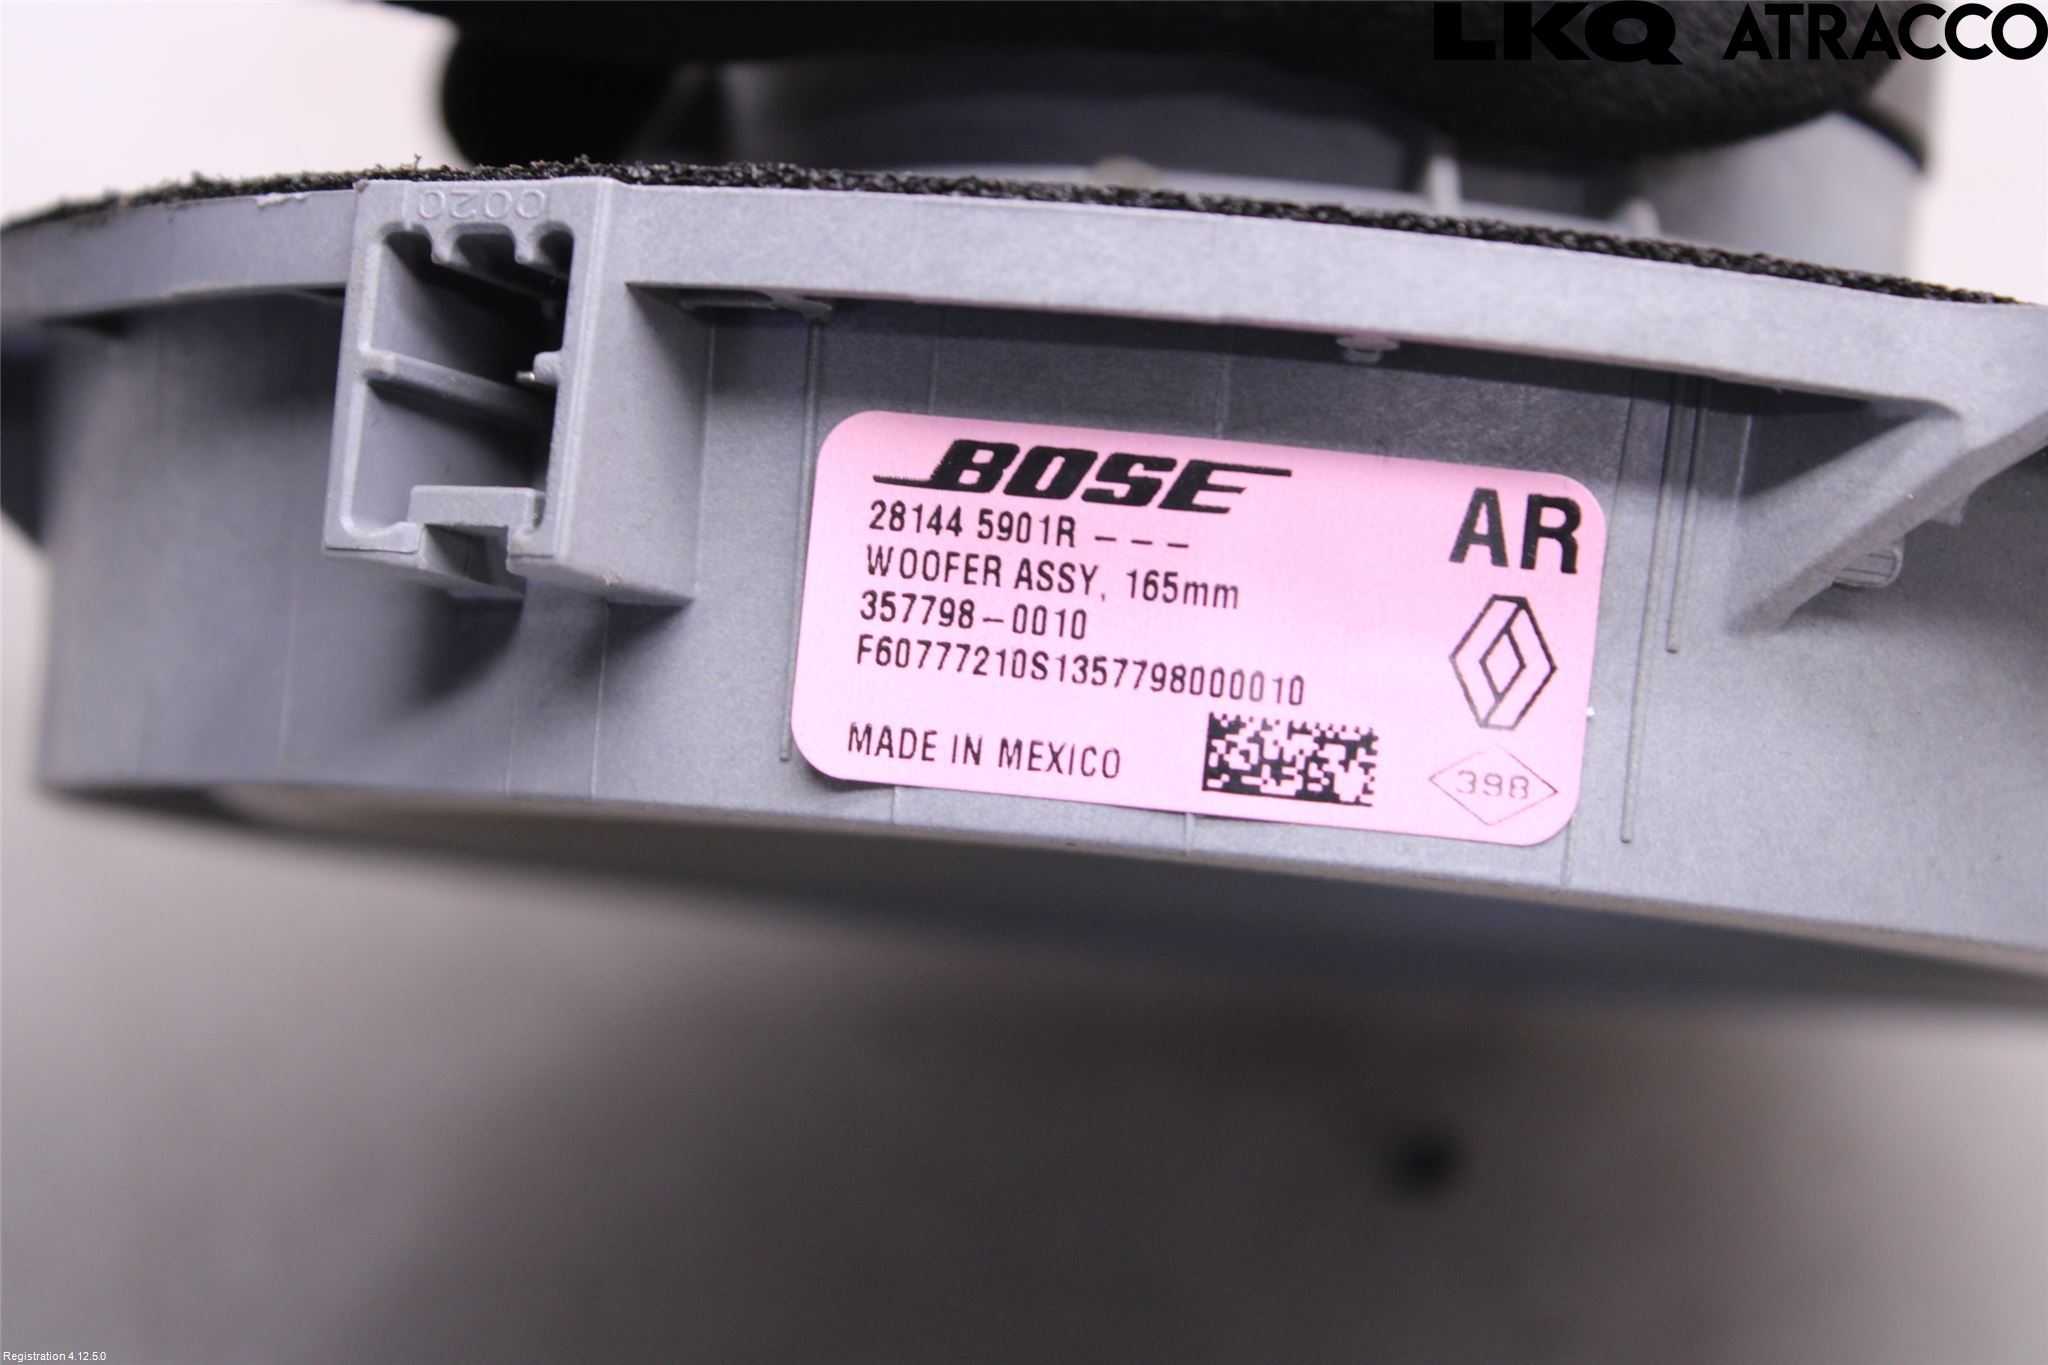 LKQ ATRACCO
0020
BOSE
AR
28144 5901R - - -
WOOFER ASSY, 165mm
357798-0010
F60777210S1357798000010
MADE IN MEXICO
398
Registration 4.12.5.0